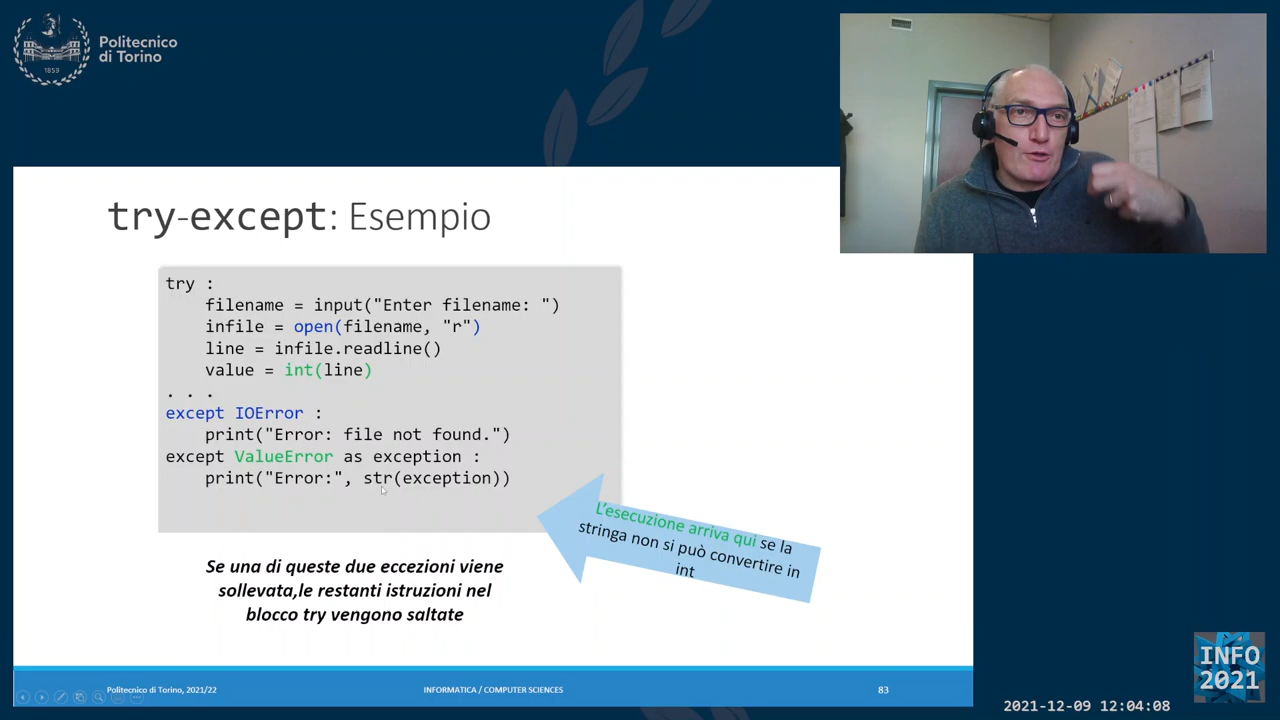 Politecnico
di Torino
1859
try-except: Esempio
try :
    filename = input("Enter filename: ")
    infile = open(filename, "r")
    line = infile.readline()
    value = int(line)
. . .
except IOError :
    print("Error: file not found.")
except ValueError as exception :
    print("Error:", str(exception))
L'esecuzione arriva qui se la
stringa non si può convertire in
int
Se una di queste due eccezioni viene
sollevata,le restanti istruzioni nel
blocco try vengono saltate
Politecnico di Torino, 2021/22
INFORMATICA / COMPUTER SCIENCES
83
INFO
2021
2021-12-09 12:04:08